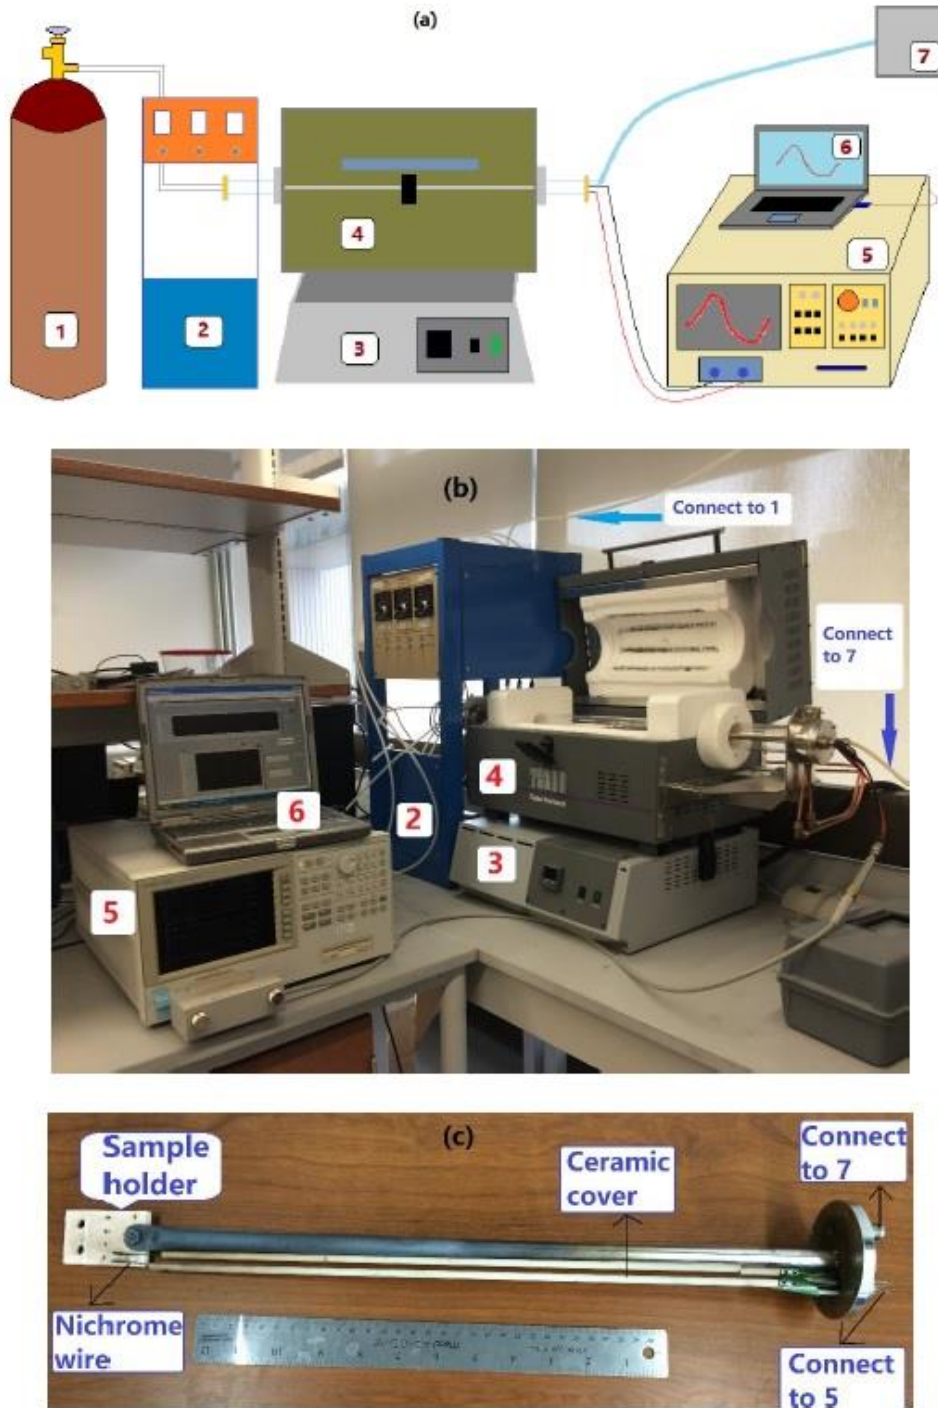 (a)
7
6
5
4
1
2
3
(b)
Connect to 1
Connect
to 7
4
6
2
3
5
(c)
Sample
holder
Ceramic
cover
Connect
to 7
Nichrome
wire
Connect
to 5